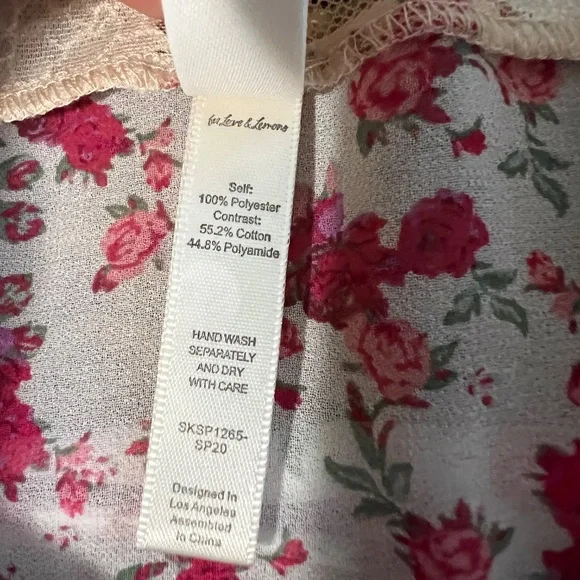 for Love & Lemons
Self:
100% Polyester
Contrast:
55.2% Cotton
44.8% Polyamide
HAND WASH
SEPARATELY
AND DRY
WITH CARE
SKSP1265-
SP20
Designed In
Los Angeles
Assembled
In China